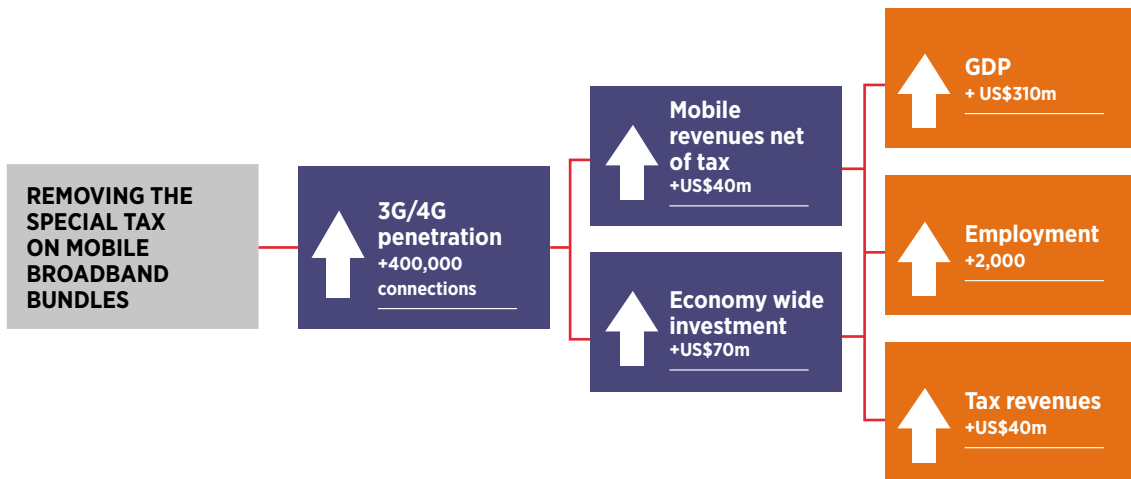 REMOVING THE
SPECIAL TAX
ON MOBILE
BROADBAND
BUNDLES
3G/4G
penetration
+400,000
connections
Mobile
revenues net
of tax
+US$40m
Economy wide
investment
+US$70m
GDP
+ US$310m
Employment
+2,000
Tax revenues
+US$40m